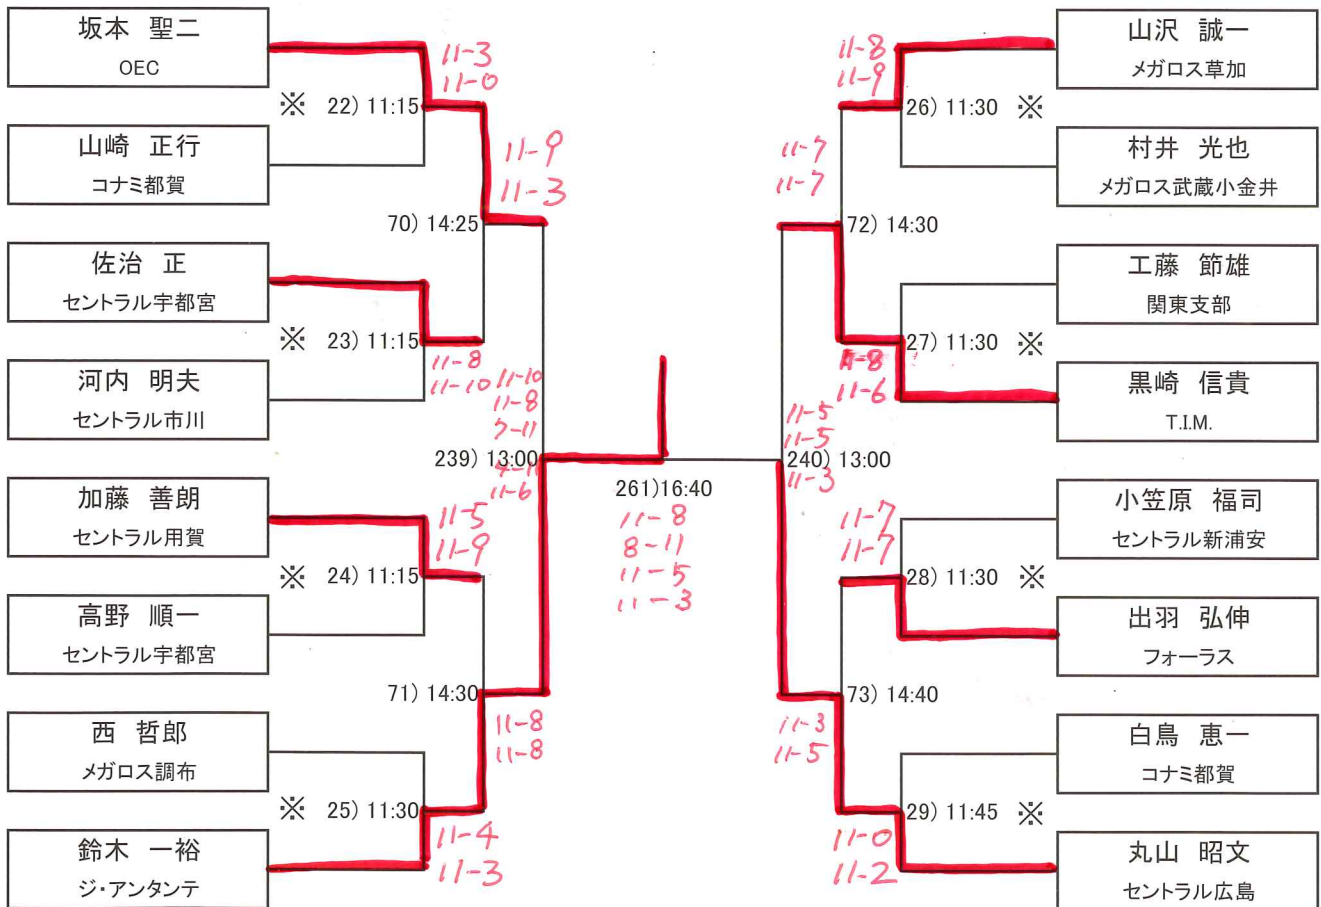 坂本 聖二
OEC
※ 22) 11:15
山崎 正行
コナミ都賀
11-3
11-0
11-9
11-3
70) 14:25
佐治 正
セントラル宇都宮
※ 23) 11:15
河内 明夫
セントラル市川
11-8
11-10
11-10
11-8
7-11
11-6
239) 13:00
加藤 善朗
セントラル用賀
※ 24) 11:15
高野 順一
セントラル宇都宮
11-5
11-9
71) 14:30
11-8
11-8
西 哲郎
メガロス調布
※ 25) 11:30
鈴木 一裕
ジ・アンタンテ
11-4
11-3
261)16:40
11-8
8-11
11-5
11-3
山沢 誠一
メガロス草加
11-8
11-9
26) 11:30 ※
村井 光也
メガロス武蔵小金井
11-7
11-7
72) 14:30
工藤 節雄
関東支部
27) 11:30 ※
黒崎 信貴
T.I.M.
11-6
11-5
11-5
11-3
240) 13:00
小笠原 福司
セントラル新浦安
11-7
11-7
28) 11:30 ※
出羽 弘伸
フォーラス
73) 14:40
11-3
11-5
白鳥 恵一
コナミ都賀
29) 11:45 ※
11-0
11-2
丸山 昭文
セントラル広島